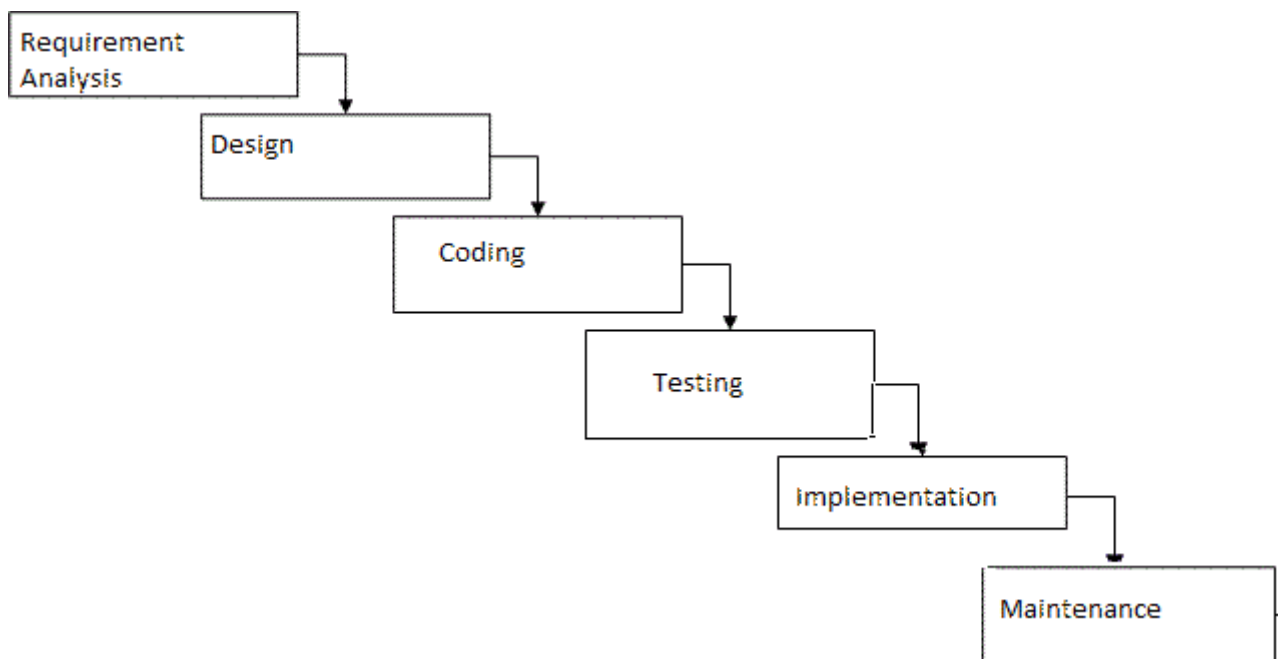 Requirement
Analysis
Design
Coding
Testing
Implementation
Maintenance